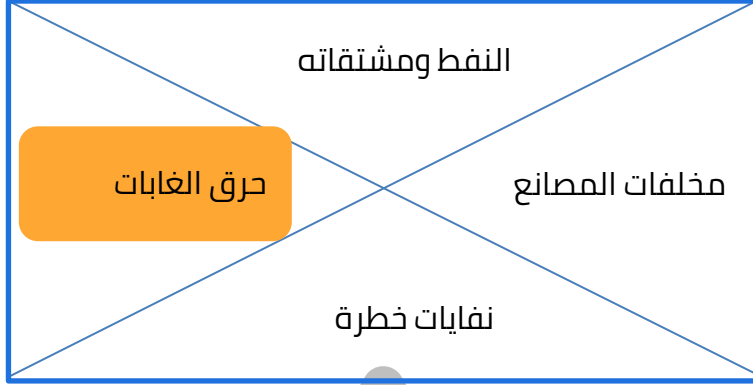 النفط ومشتقاته
مخلفات المصانع
حرق الغابات
نفايات خطرة